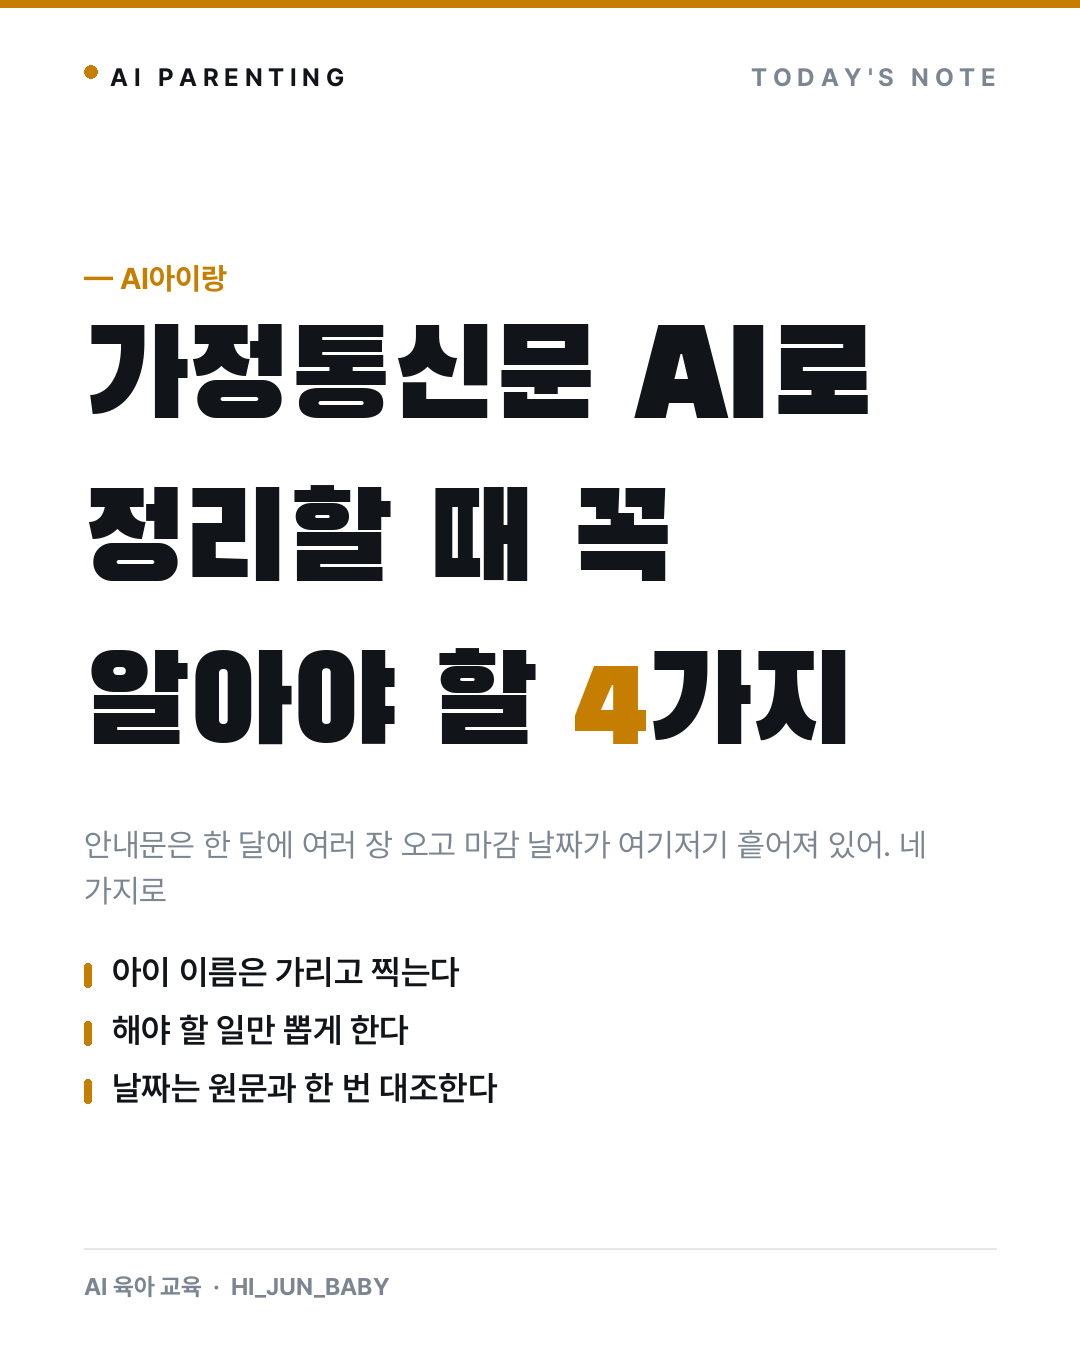 AI PARENTING
TODAY'S NOTE
— AI아이랑
가정통신문 AI로
정리할 때 꼭
알아야 할 4가지
안내문은 한 달에 여러 장 오고 마감 날짜가 여기저기 흩어져 있어. 네
가지로
아이 이름은 가리고 찍는다
해야 할 일만 뽑게 한다
날짜는 원문과 한 번 대조한다
AI 육아 교육 · HI_JUN_BABY